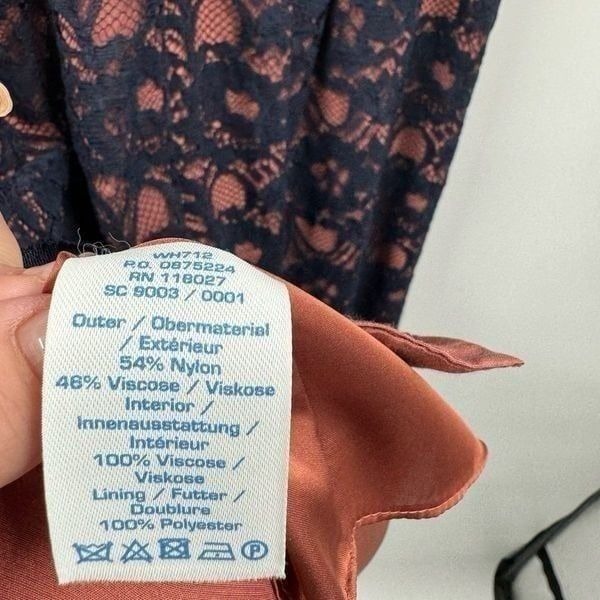 WH712
P.O. 0875224
RN 118027
SC 9003 / 0001
Outer / Obermaterial
/ Extérieur
54% Nylon
46% Viscose / Viskose
Interior /
Innenausstattung /
Intérieur
100% Viscose /
Viskose
Lining / Futter /
Doublure
100% Polyester
P